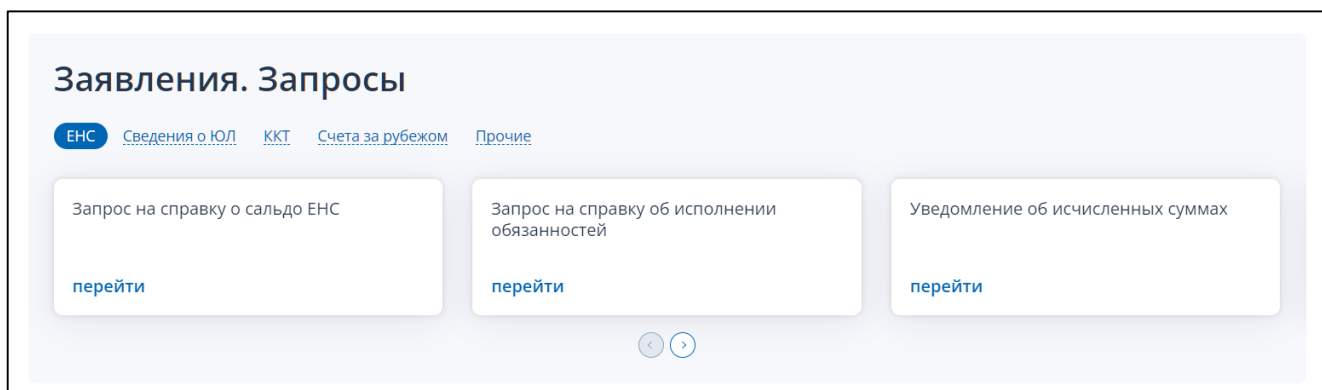 Заявления. Запросы
ЕНС Сведения о ЮЛ ККТ Счета за рубежом Прочие
Запрос на справку о сальдо ЕНС
перейти
Запрос на справку об исполнении
обязанностей
перейти
Уведомление об исчисленных суммах
перейти